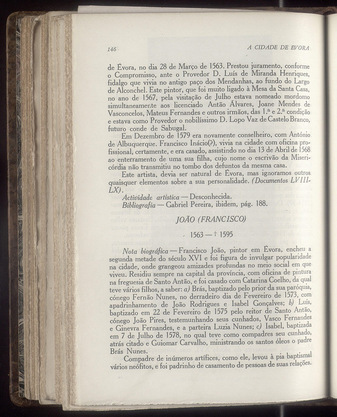 146 A CIDADE DE ÉVORA
de Évora, no dia 28 de Março de 1563. Prestou juramento, conforme
o Compromisso, ante o Provedor D. Luís de Miranda Henriques,
fidalgo que vivia no antigo paço dos Mendanhas, ao fundo do Largo
de Alconchel. Este pintor, que foi muito ligado à Mesa da Santa Casa,
no ano de 1567, pela visitação de Julho estava nomeado mordomo
simultaneamente aos licenciado Antão Álvares, Joane Mendes de
Vasconcelos, Mateus Fernandes e outros irmãos, das 1.ª e 2.ª condição
e estava como Provedor o nobilíssimo D. Lopo Vaz de Castelo Branco,
futuro conde de Sabugal.
Em Dezembro de 1579 era novamente conselheiro, com António
de Albuquerque. Francisco Inácio(?), vivia na cidade com oficina pro-
fissional, certamente, e era casado, assistindo no dia 13 de Abril de 1568
ao enterramento de uma sua filha, cujo nome o escrivão da Miseri-
córdia não transmitiu no tombo dos defuntos da mesma casa.
Este artista, devia ser natural de Évora, mas ignoramos outros
quaisquer elementos sobre a sua personalidade. (Documentos LVIII-
LX).
Actividade artística — Desconhecida.
Bibliografia — Gabriel Pereira, ibidem, pág. 188.
JOÃO (FRANCISCO)
1563 — ? 1595
Nota biográfica — Francisco João, pintor em Évora, encheu a
segunda metade do século XVI e foi figura de invulgar popularidade
na cidade, onde grangeou amizades profundas no meio social em que
viveu. Residiu sempre na capital da província, com oficina de pintura
na freguesia de Santo Antão, e foi casado com Catarina Coelho, da qual
teve vários filhos, a saber: a) Brás, baptizado pelo prior da sua paróquia,
cónego Fernão Nunes, no derradeiro dia de Fevereiro de 1573, com
apadrinhamento de João Rodrigues e Isabel Gonçalves; b) Luís,
baptizado em 22 de Fevereiro de 1575 pelo reitor de Santo Antão,
cónego João Pires, testemunhando seus cunhados, Vasco Fernandes
e Ginevra Fernandes, e a parteira Luzia Nunes; c) Isabel, baptizada
em 7 de Julho de 1578, no qual teve como compadres seu cunhado,
atrás citado e Guiomar Carvalho, ministrando os santos óleos o padre
Brás Nunes.
Compadre de inúmeros artífices, como ele, levou à pia baptismal
vários neófitos, e foi padrinho de casamento de pessoas de suas relações.